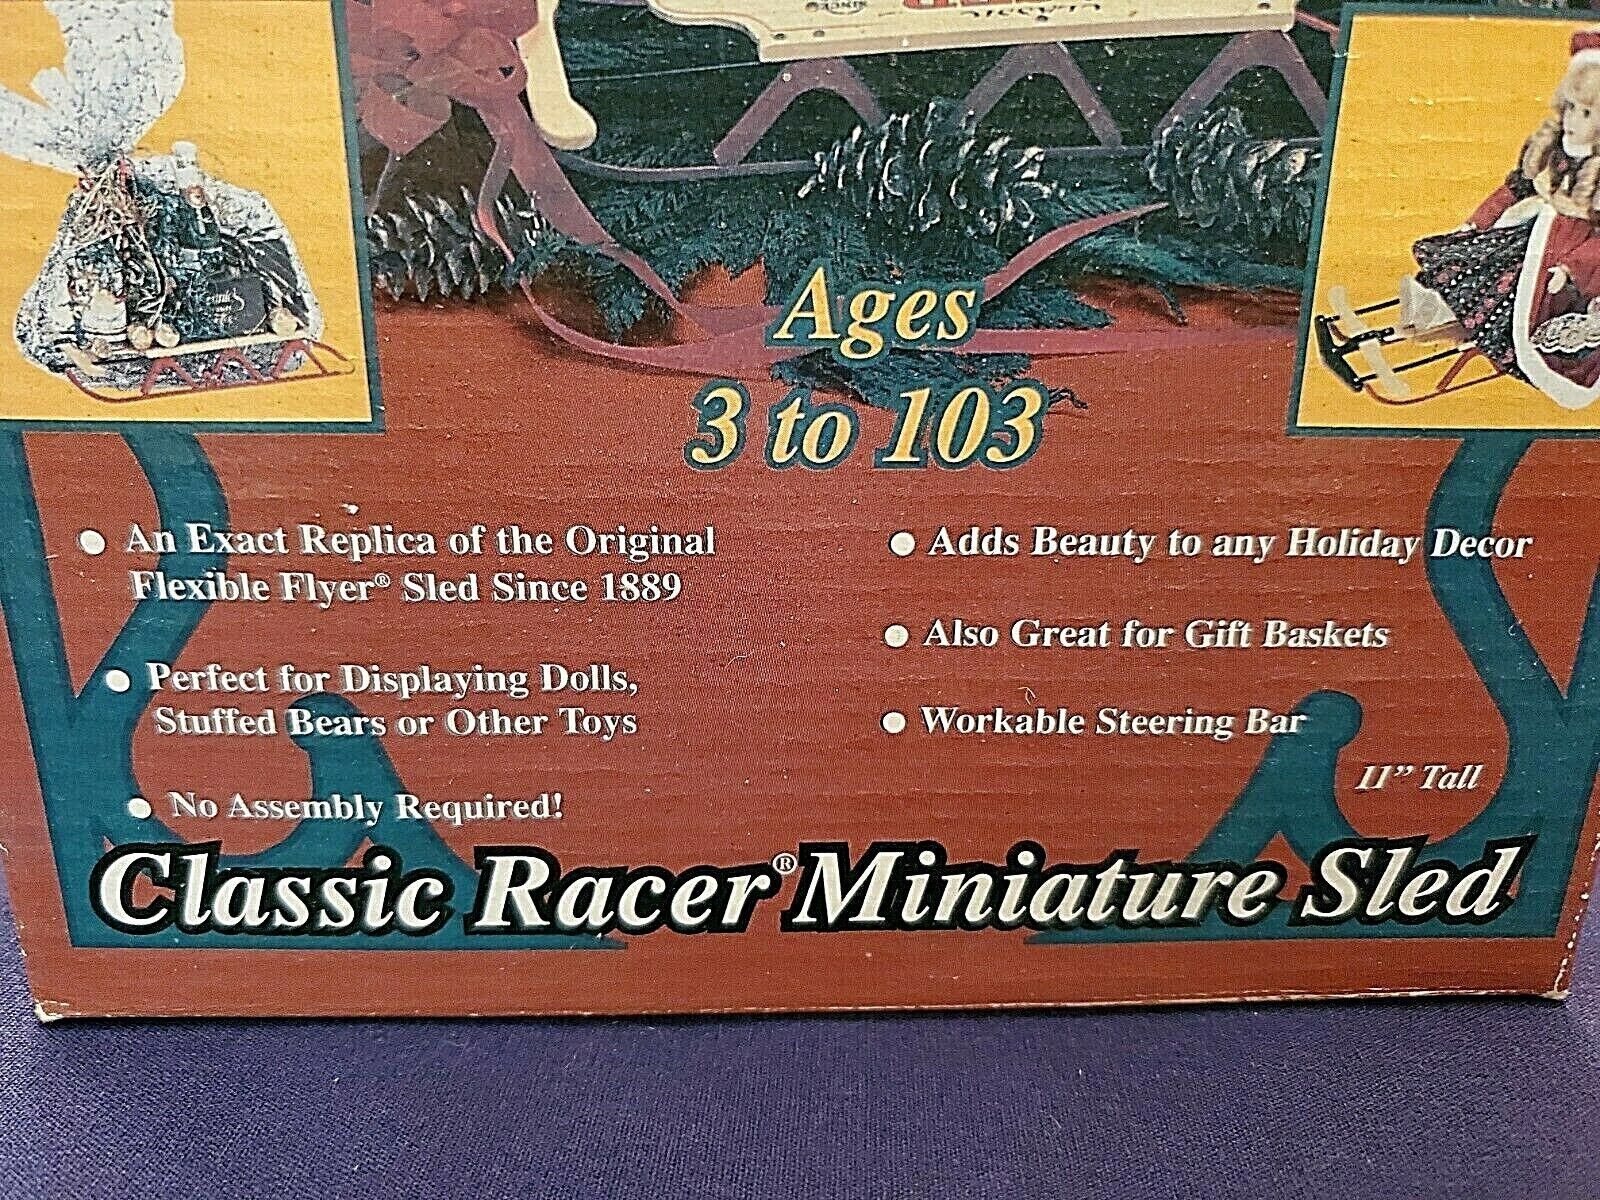 Ages
3 to 103
• An Exact Replica of the Original
Flexible Flyer® Sled Since 1889
• Perfect for Displaying Dolls,
Stuffed Bears or Other Toys
• No Assembly Required!
• Adds Beauty to any Holiday Decor
• Also Great for Gift Baskets
• Workable Steering Bar
11” Tall
Classic Racer® Miniature Sled